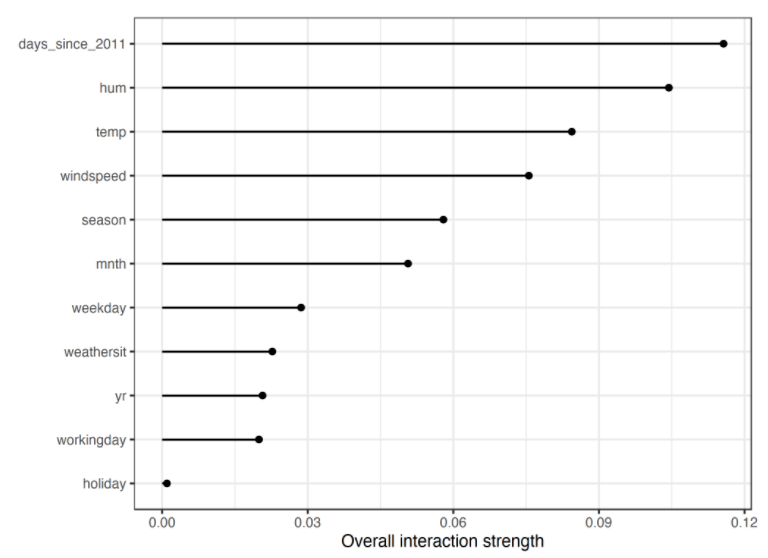 days_since_2011
hum
temp
windspeed
season
mnth
weekday
weathersit
yr
workingday
holiday
0.00 0.03 0.06 0.09 0.12
Overall interaction strength